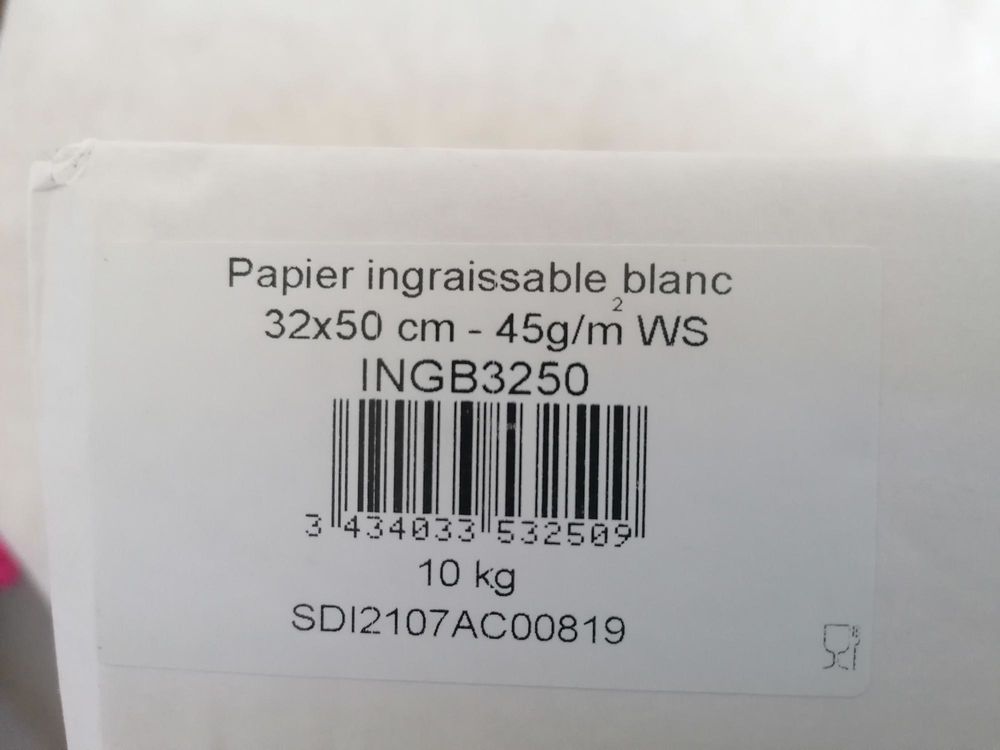 Papier ingraissable blanc
32x50 cm - 45g/m² WS
INGB3250
3 434033 532509
10 kg
SDI2107AC00819